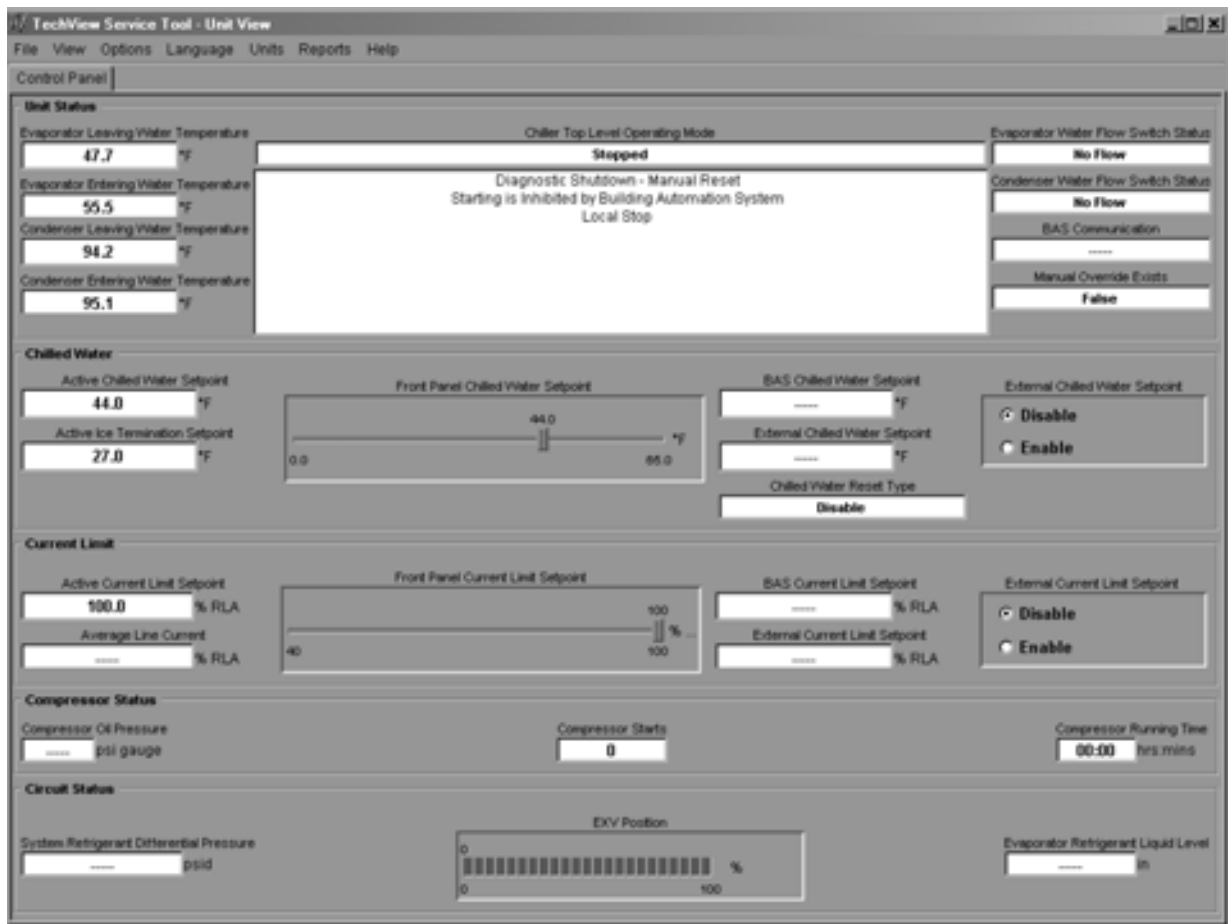 TechView Service Tool - Unit View
File View Options Language Units Reports Help
Control Panel
Unit Status
Evaporator Leaving Water Temperature
47.7 °F
Evaporator Entering Water Temperature
55.5 °F
Condenser Leaving Water Temperature
94.2 °F
Condenser Entering Water Temperature
95.1 °F
Chiller Top Level Operating Mode
Stopped
Diagnostic Shutdown - Manual Reset
Starting is Inhibited by Building Automation System
Local Stop
Evaporator Water Flow Switch Status
No Flow
Condenser Water Flow Switch Status
No Flow
BAS Communication
-----
Manual Override Exists
False
Chilled Water
Active Chilled Water Setpoint
44.0 °F
Active Ice Termination Setpoint
27.0 °F
Front Panel Chilled Water Setpoint
44.0
°F
0.0 65.0
BAS Chilled Water Setpoint
----- °F
External Chilled Water Setpoint
----- °F
Chilled Water Reset Type
Disable
External Chilled Water Setpoint
Disable
Enable
Current Limit
Active Current Limit Setpoint
100.0 % RLA
Average Line Current
----- % RLA
Front Panel Current Limit Setpoint
100
% ...
40 100
BAS Current Limit Setpoint
----- % RLA
External Current Limit Setpoint
----- % RLA
External Current Limit Setpoint
Disable
Enable
Compressor Status
Compressor Oil Pressure
----- psi gauge
Compressor Starts
0
Compressor Running Time
00:00 hrs:mins
Circuit Status
System Refrigerant Differential Pressure
----- psid
EXV Position
0
%
0 100
Evaporator Refrigerant Liquid Level
----- in